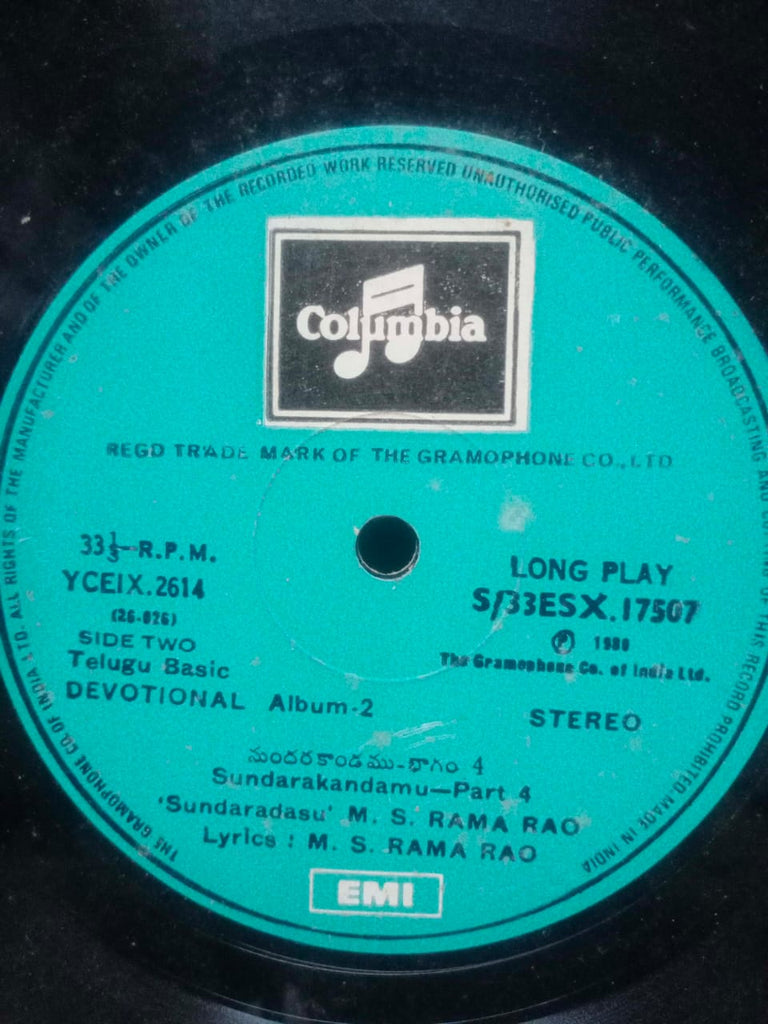 THE GRAMOPHONE CO. OF INDIA LTD. ALL RIGHTS OF THE MANUFACTURER AND OF THE OWNER OF THE RECORDED WORK RESERVED UNAUTHORISED PUBLIC PERFORMANCE BROADCASTING AND COPYING OF THIS RECORD PROHIBITED MADE IN INDIA
Columbia
REGD TRADE MARK OF THE GRAMOPHONE CO., LTD
33⅓-R.P.M.
YCEIX.2614
(26-026)
SIDE TWO
Telugu Basic
DEVOTIONAL Album-2
LONG PLAY
S/33ESX.17507
Ⓟ 1980
The Gramophone Co. of India Ltd.
STEREO
సుందరకాండము-భాగం 4
Sundarakandamu—Part 4
'Sundaradasu' M. S. RAMA RAO
Lyrics : M. S. RAMA RAO
EMI